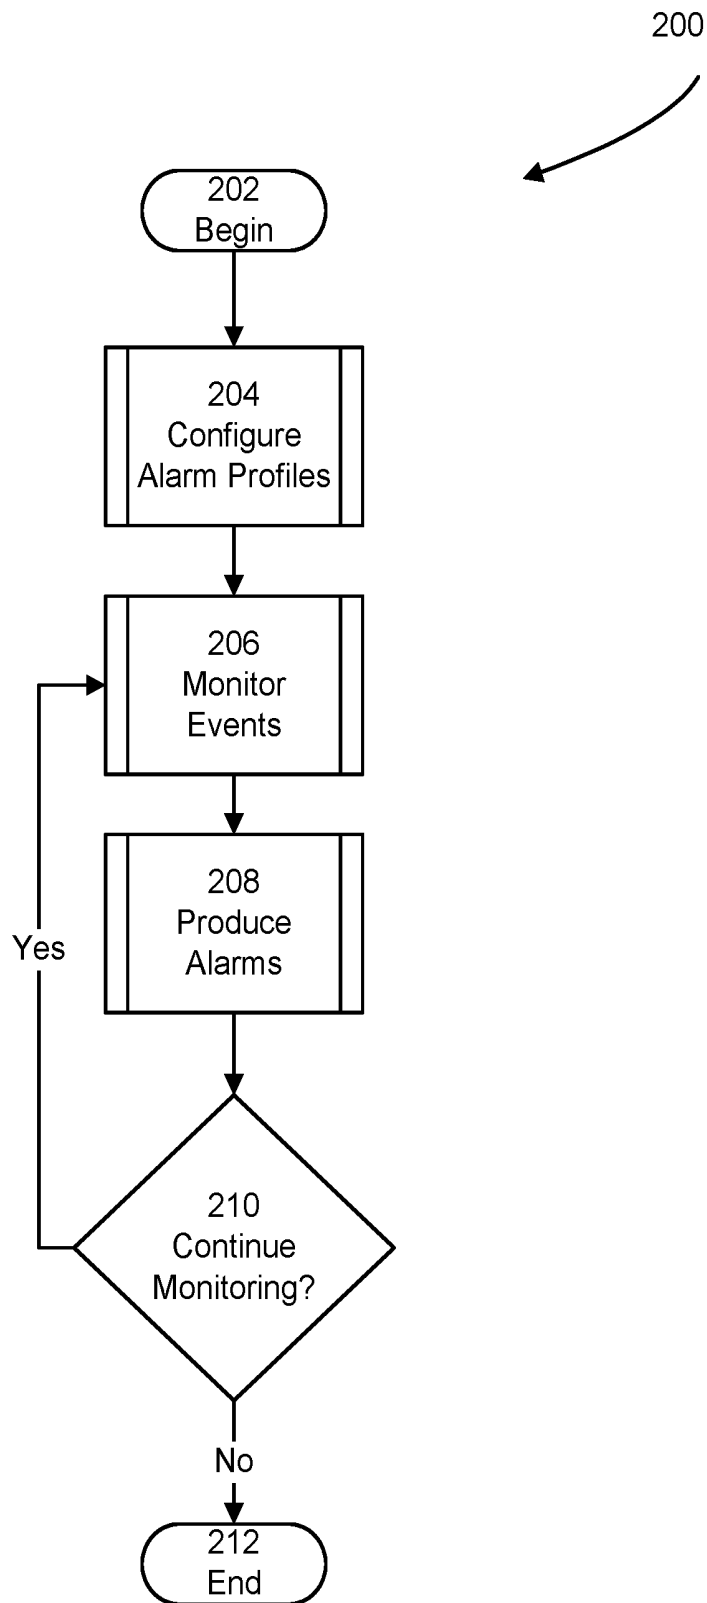 200
202
Begin
204
Configure
Alarm Profiles
206
Monitor
Events
208
Produce
Alarms
Yes
210
Continue
Monitoring?
No
212
End